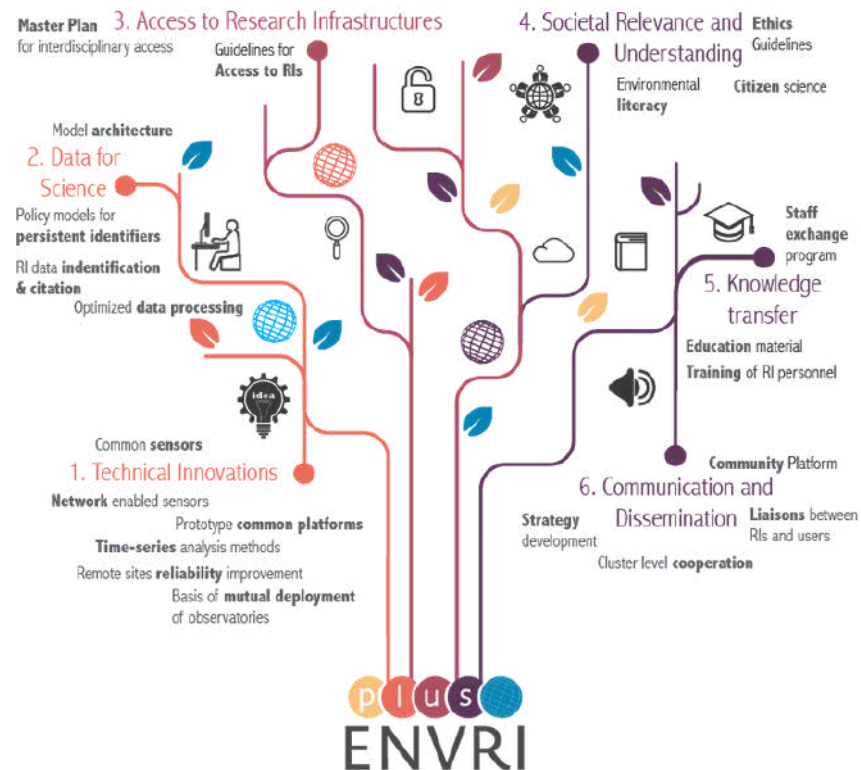 Master Plan
for interdisciplinary access
3. Access to Research Infrastructures
Guidelines for
Access to RIs
4. Societal Relevance and
Understanding
Ethics
Guidelines
Environmental
literacy
Citizen science
Model architecture
2. Data for
Science
Policy models for
persistent identifiers
RI data indentification
& citation
Optimized data processing
Staff
exchange
program
5. Knowledge
transfer
Education material
Training of RI personnel
idea
Common sensors
1. Technical Innovations
Network enabled sensors
Prototype common platforms
Time-series analysis methods
Remote sites reliability improvement
Basis of mutual deployment
of observatories
Community Platform
6. Communication and
Dissemination
Strategy
development
Liaisons between
RIs and users
Cluster level cooperation
plus
ENVRI